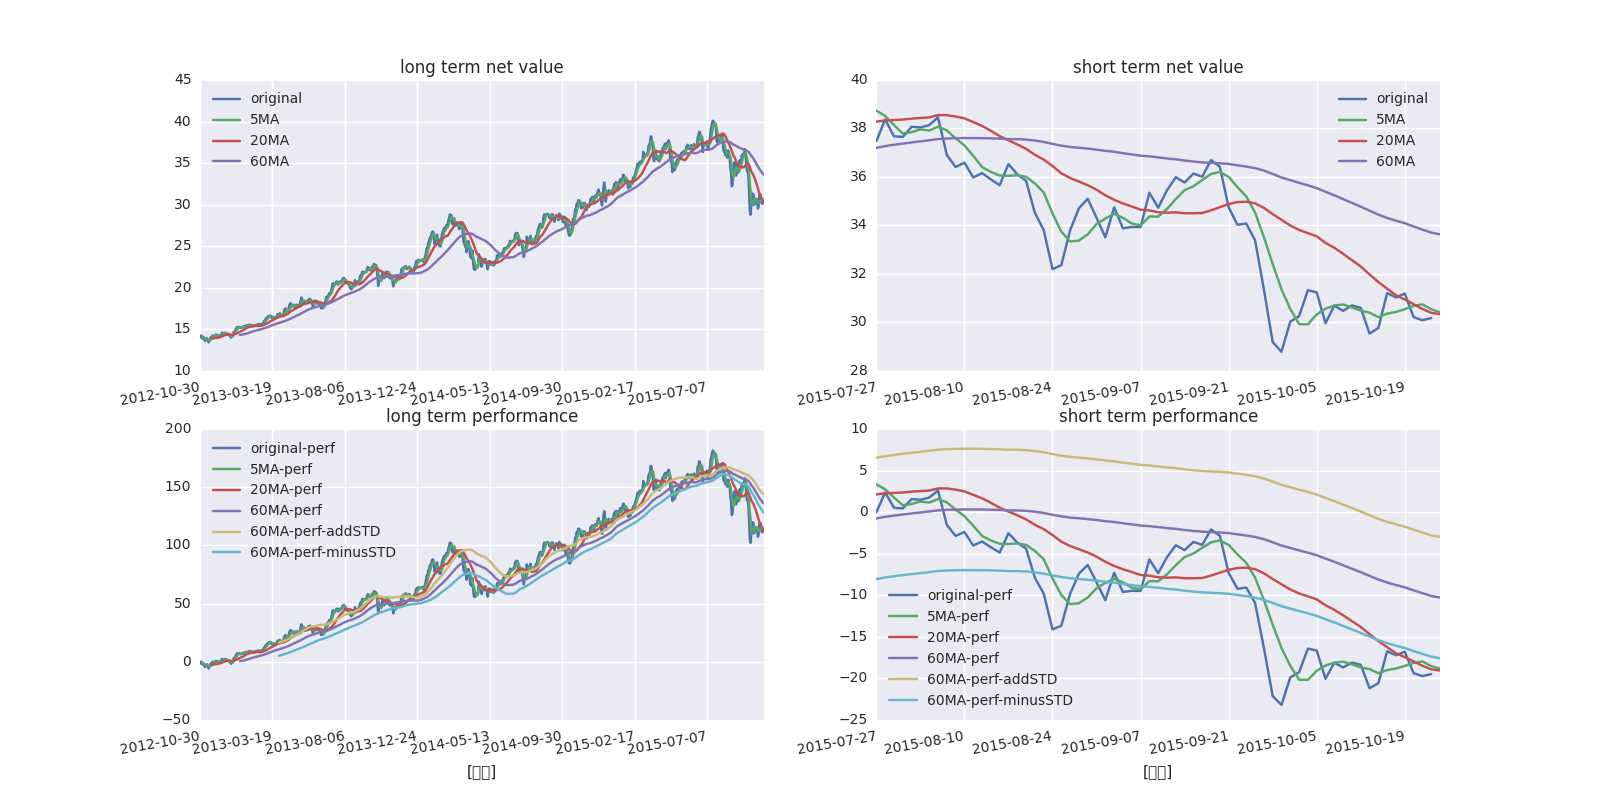 long term net value
45
40
35
30
25
20
15
10
original
5MA
20MA
60MA
2012-10-30
2013-03-19
2013-08-06
2013-12-24
2014-05-13
2014-09-30
2015-02-17
2015-07-07
short term net value
40
38
36
34
32
30
28
original
5MA
20MA
60MA
2015-07-27
2015-08-10
2015-08-24
2015-09-07
2015-09-21
2015-10-05
2015-10-19
long term performance
200
150
100
50
0
−50
original-perf
5MA-perf
20MA-perf
60MA-perf
60MA-perf-addSTD
60MA-perf-minusSTD
2012-10-30
2013-03-19
2013-08-06
2013-12-24
2014-05-13
2014-09-30
2015-02-17
2015-07-07
short term performance
10
5
0
−5
−10
−15
−20
−25
original-perf
5MA-perf
20MA-perf
60MA-perf
60MA-perf-addSTD
60MA-perf-minusSTD
2015-07-27
2015-08-10
2015-08-24
2015-09-07
2015-09-21
2015-10-05
2015-10-19